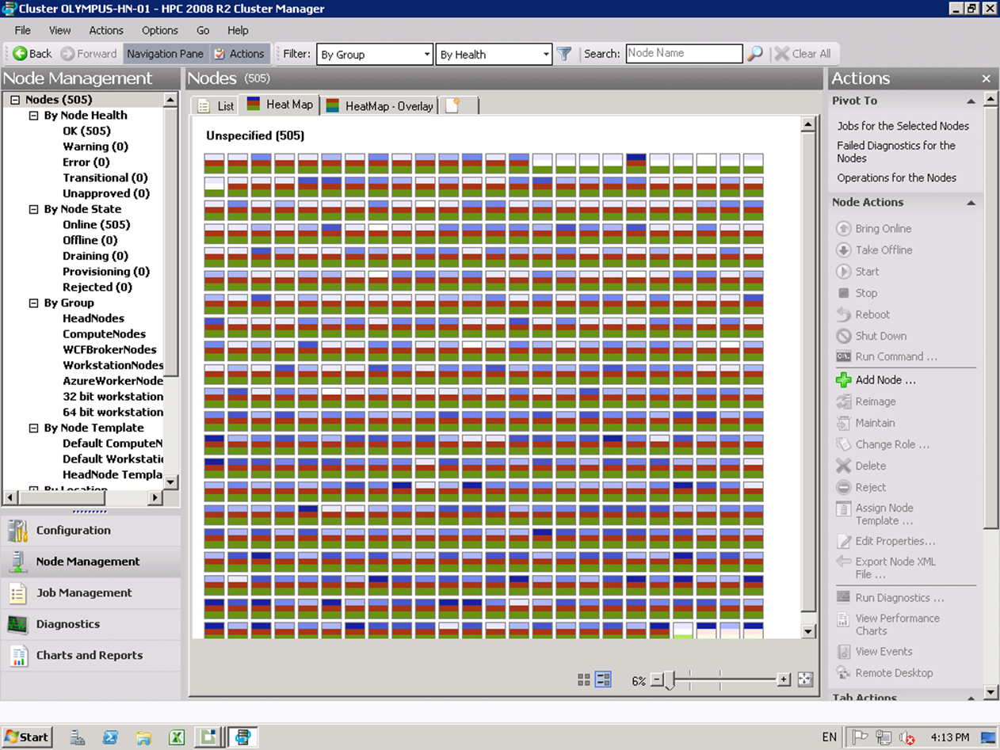 Cluster OLYMPUS-HN-01 - HPC 2008 R2 Cluster Manager
File View Actions Options Go Help
Back Forward Navigation Pane Actions Filter: By Group By Health Search: Node Name Clear All
Node Management
Nodes (505)
By Node Health
OK (505)
Warning (0)
Error (0)
Transitional (0)
Unapproved (0)
By Node State
Online (505)
Offline (0)
Draining (0)
Provisioning (0)
Rejected (0)
By Group
HeadNodes
ComputeNodes
WCFBrokerNodes
WorkstationNodes
AzureWorkerNode
32 bit workstation
64 bit workstation
By Node Template
Default ComputeN
Default Workstatio
HeadNode Templa
By Location
Configuration
Node Management
Job Management
Diagnostics
Charts and Reports
Nodes (505)
List Heat Map HeatMap - Overlay
Unspecified (505)
6%
Actions
Pivot To
Jobs for the Selected Nodes
Failed Diagnostics for the
Nodes
Operations for the Nodes
Node Actions
Bring Online
Take Offline
Start
Stop
Reboot
Shut Down
Run Command ...
Add Node ...
Reimage
Maintain
Change Role ...
Delete
Reject
Assign Node
Template ...
Edit Properties...
Export Node XML
File ...
Run Diagnostics ...
View Performance
Charts
View Events
Remote Desktop
Tab Actions
Start EN 4:13 PM